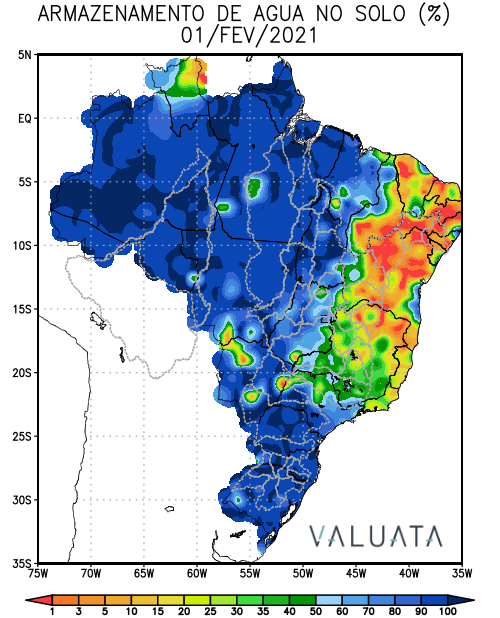 ARMAZENAMENTO DE AGUA NO SOLO (%)
01/FEV/2021
5N
EQ
5S
10S
15S
20S
25S
30S
35S
75W 70W 65W 60W 55W 50W 45W 40W 35W
VALUATA
1 3 5 10 15 20 25 30 35 40 50 60 70 80 90 100